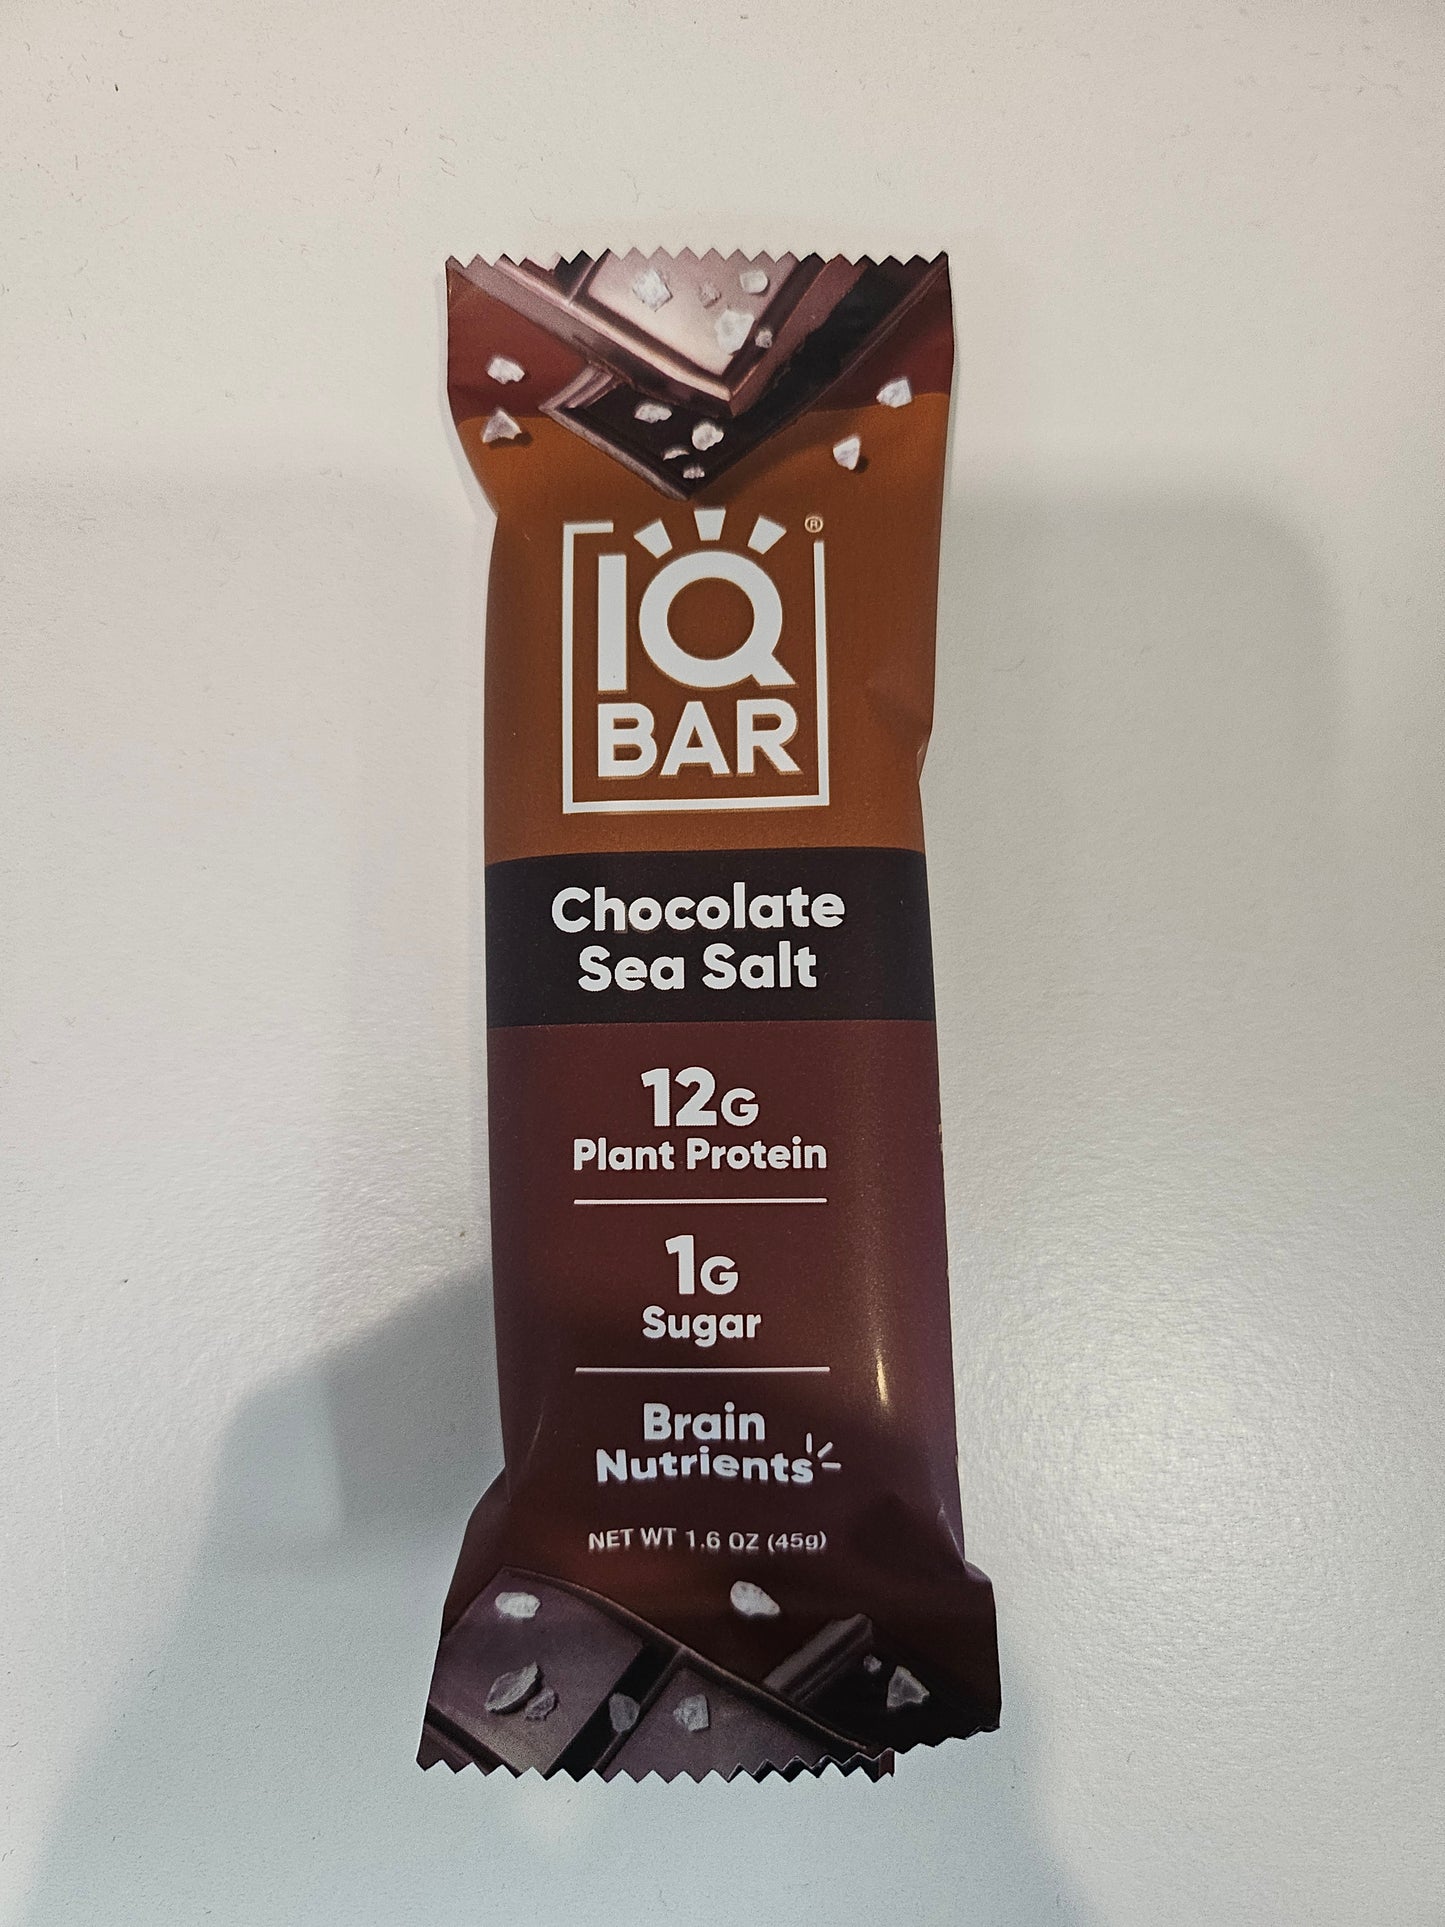 IQ ®
BAR
Chocolate
Sea Salt
12G
Plant Protein
1G
Sugar
Brain
Nutrients
NET WT 1.6 OZ (45g)